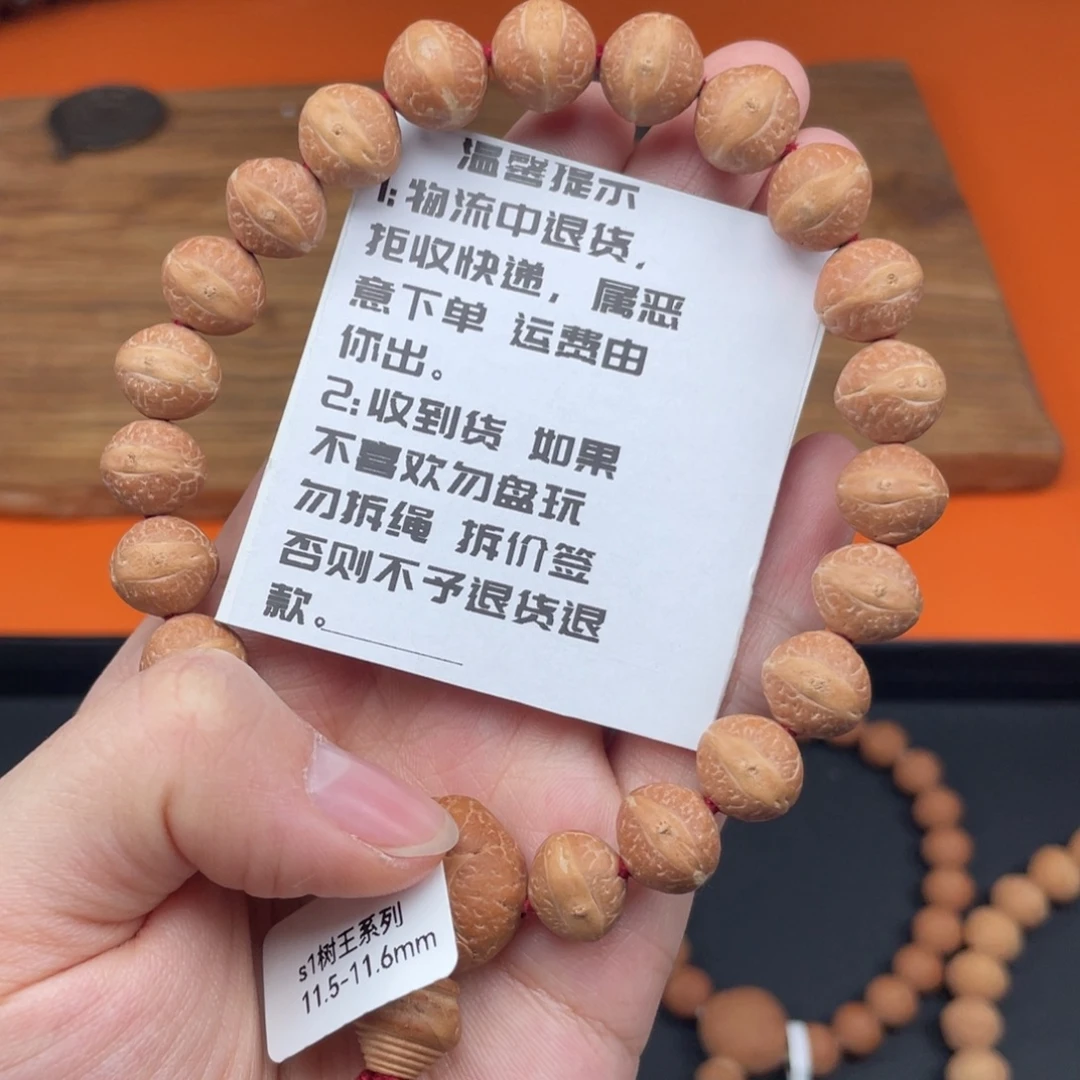 温馨提示
1:物流中退货，
拒收快递，属恶
意下单 运费由
你出。
2:收到货 如果
不喜欢勿盘玩
勿拆绳 拆价签
否则不予退货退
款。
s1树王系列
11.5-11.6mm